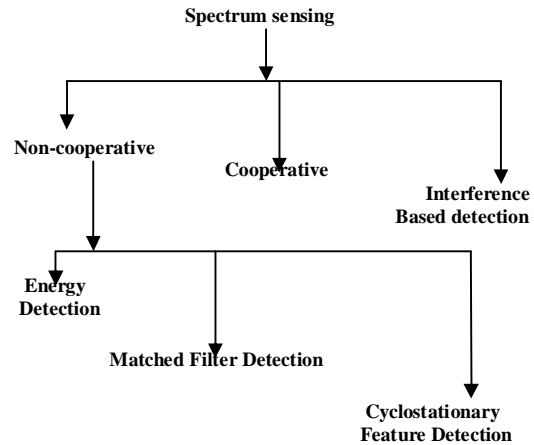 Spectrum sensing
Non-cooperative
Cooperative
Interference
Based detection
Energy
Detection
Matched Filter Detection
Cyclostationary
Feature Detection